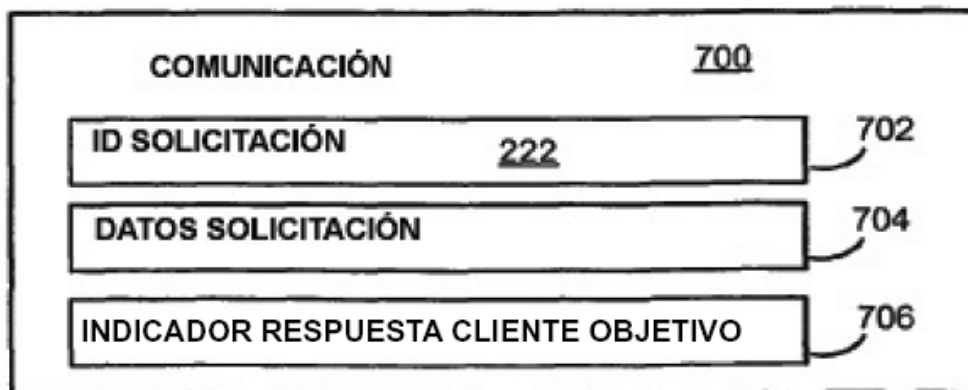 COMUNICACIÓN 700
ID SOLICITACIÓN 222 702
DATOS SOLICITACIÓN 704
INDICADOR RESPUESTA CLIENTE OBJETIVO 706